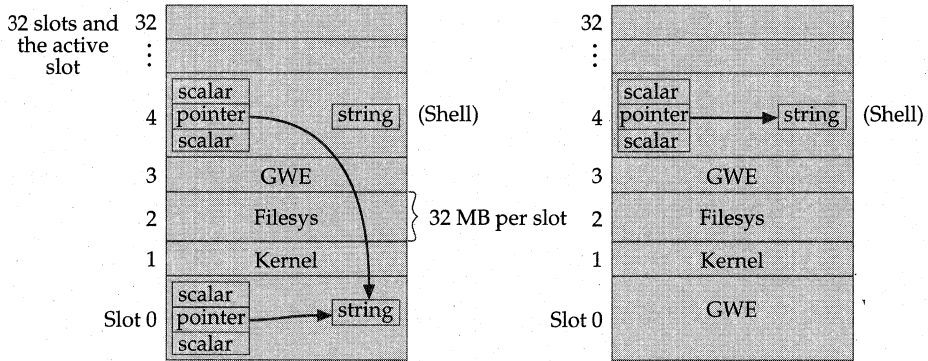 32 slots and
the active
slot
32
⋮
4
scalar
pointer
scalar
string
(Shell)
3
GWE
2
Filesys
32 MB per slot
1
Kernel
Slot 0
scalar
pointer
scalar
string
32
⋮
4
scalar
pointer
scalar
string
(Shell)
3
GWE
2
Filesys
1
Kernel
Slot 0
GWE